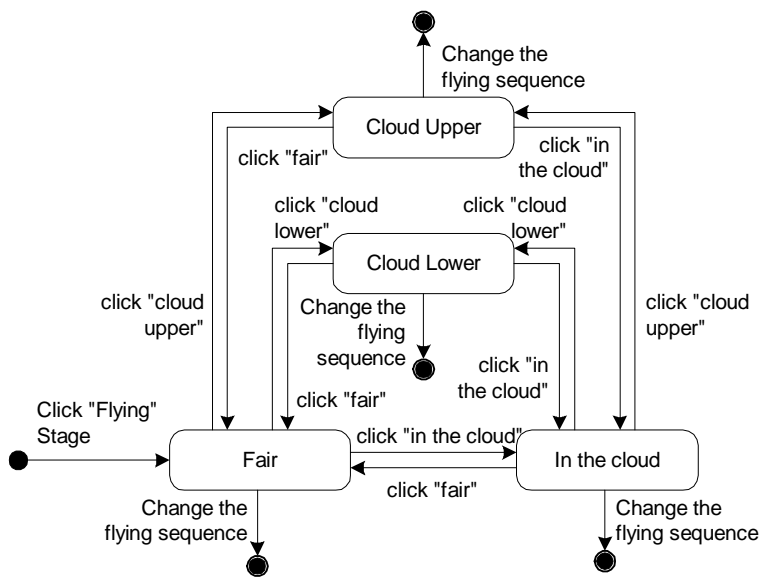 Change the
flying sequence
Cloud Upper
click "fair"
click "in
the cloud"
click "cloud
lower"
click "cloud
lower"
Cloud Lower
click "cloud
upper"
Change the
flying
sequence
click "cloud
upper"
click "in
the cloud"
click "fair"
Click "Flying"
Stage
click "in the cloud"
Fair
In the cloud
click "fair"
Change the
flying sequence
Change the
flying sequence